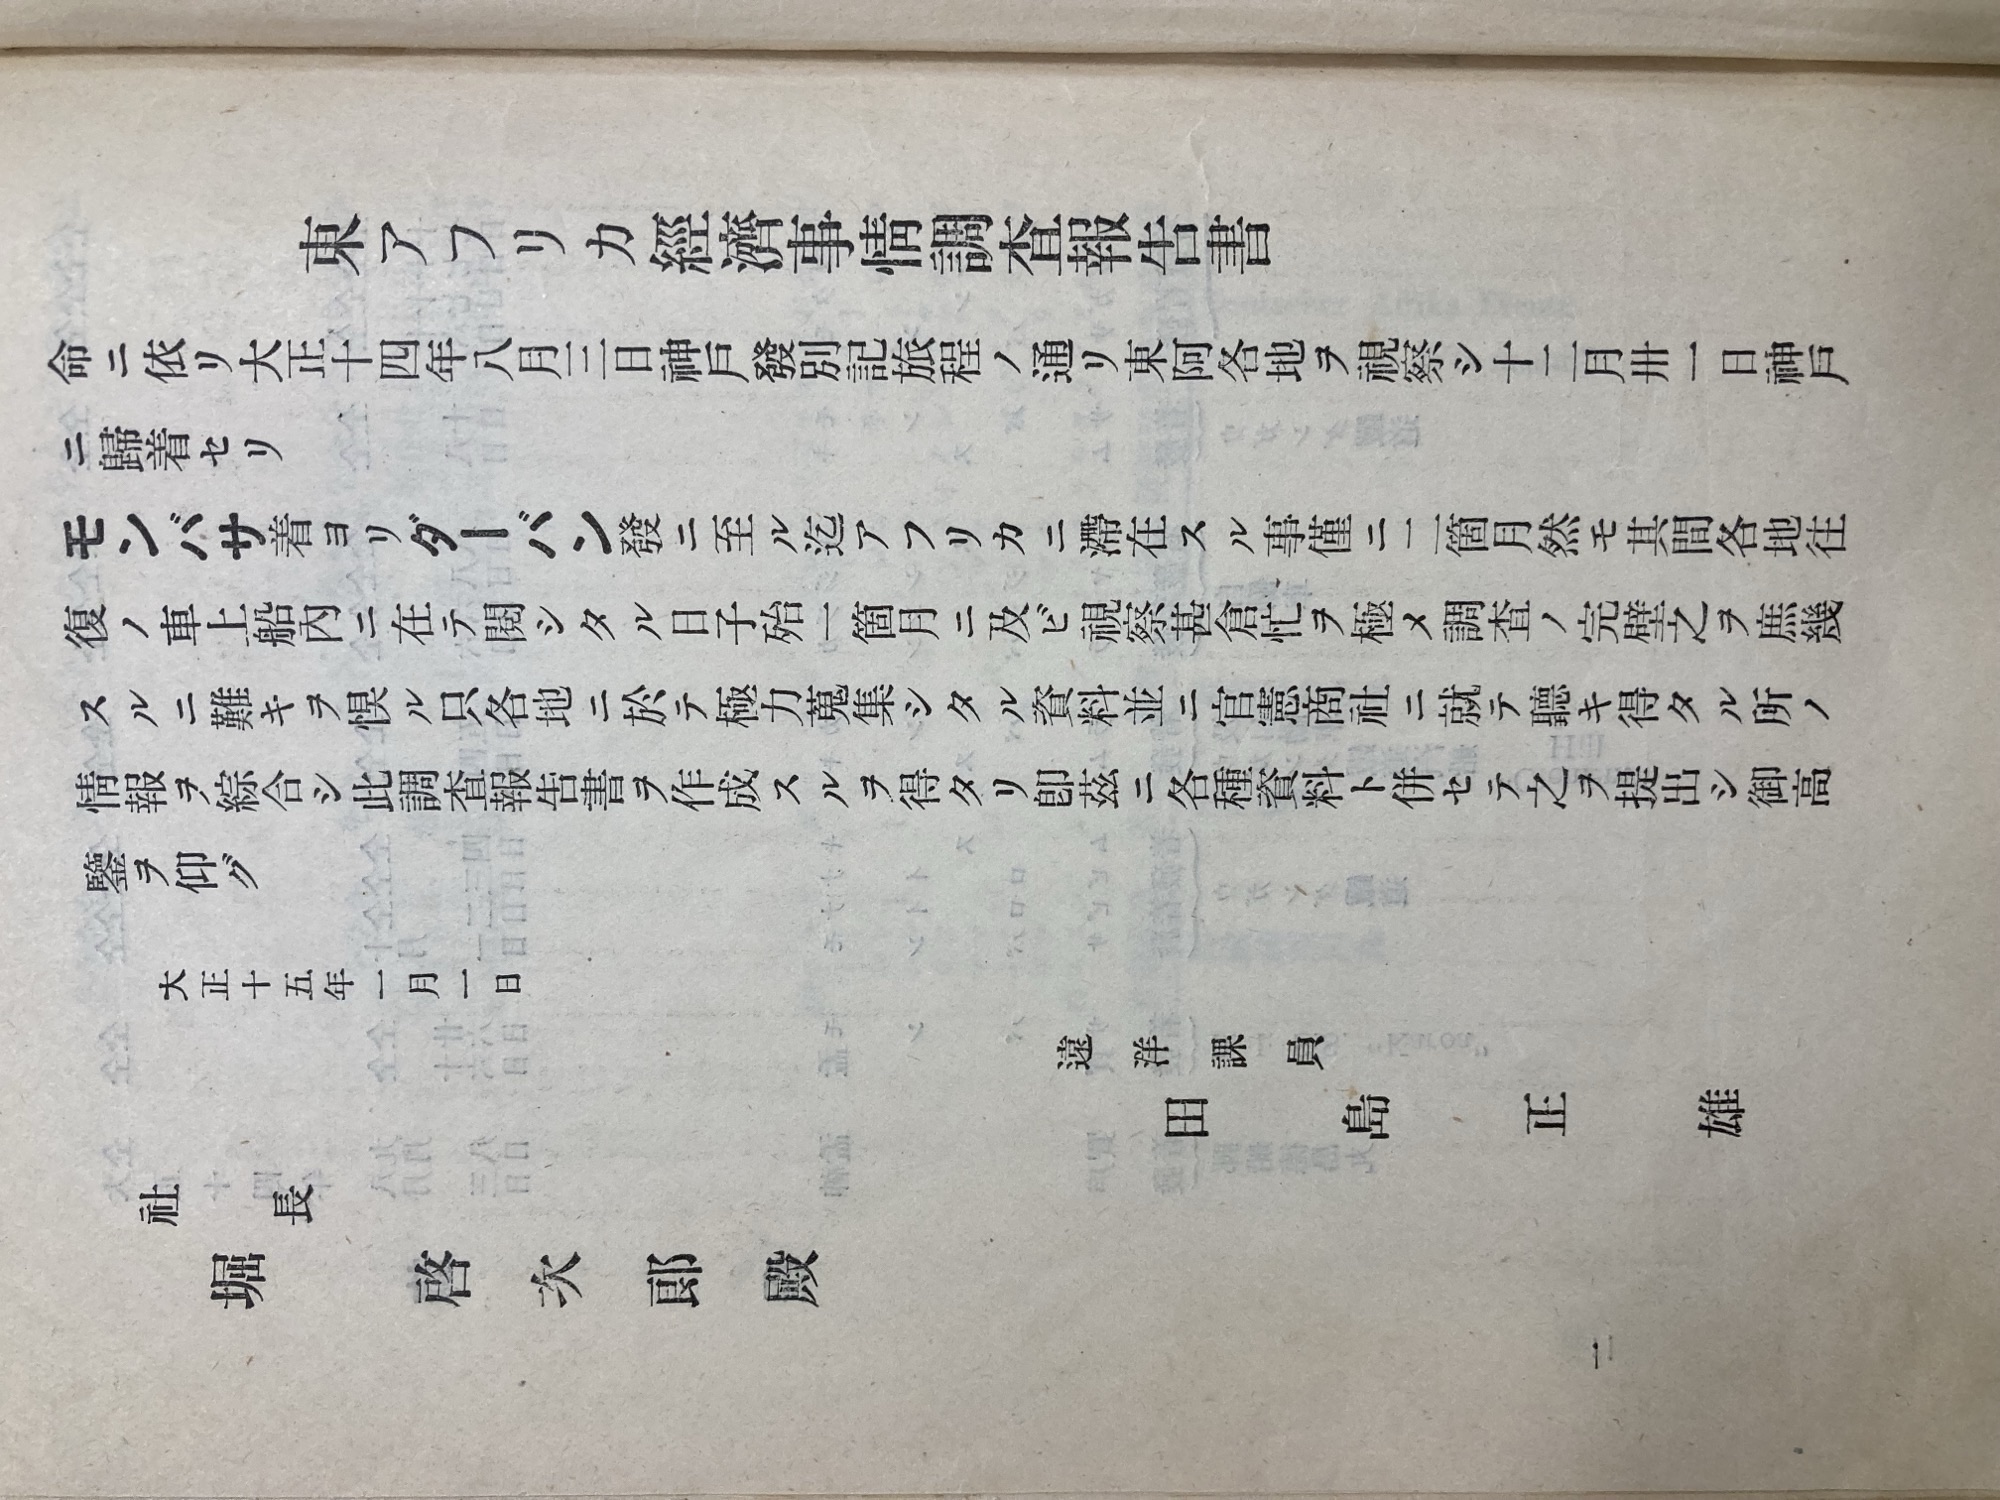 東アフリカ經濟事情調査報告書
命ニ依リ大正十四年八月三日神戸發別記旅程ノ通リ東阿各地ヲ視察シ十二月卅一日神戸
ニ歸着セリ
モンバサ着ヨリダーバン發ニ至ル迄アフリカニ滯在スル事僅ニ二箇月然モ其間各地往
復ノ車上船内ニ在テ閱シタル日子殆一箇月ニ及ビ視察甚倉忙ヲ極メ調査ノ完璧之ヲ庶幾
スルニ難キヲ惧ル只各地ニ於テ極力蒐集シタル資料並ニ官憲商社ニ就テ聽キ得タル所ノ
情報ヲ綜合シ此調査報告書ヲ作成スルヲ得タリ卽茲ニ各種資料ト併セテ之ヲ提出シ御高
鑒ヲ仰グ
大正十五年一月一日
遠洋課員
田島正雄
社長
堀啓次郎殿